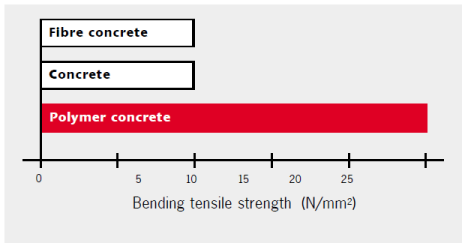 Fibre concrete
Concrete
Polymer concrete
0 5 10 15 20 25
Bending tensile strength (N/mm²)